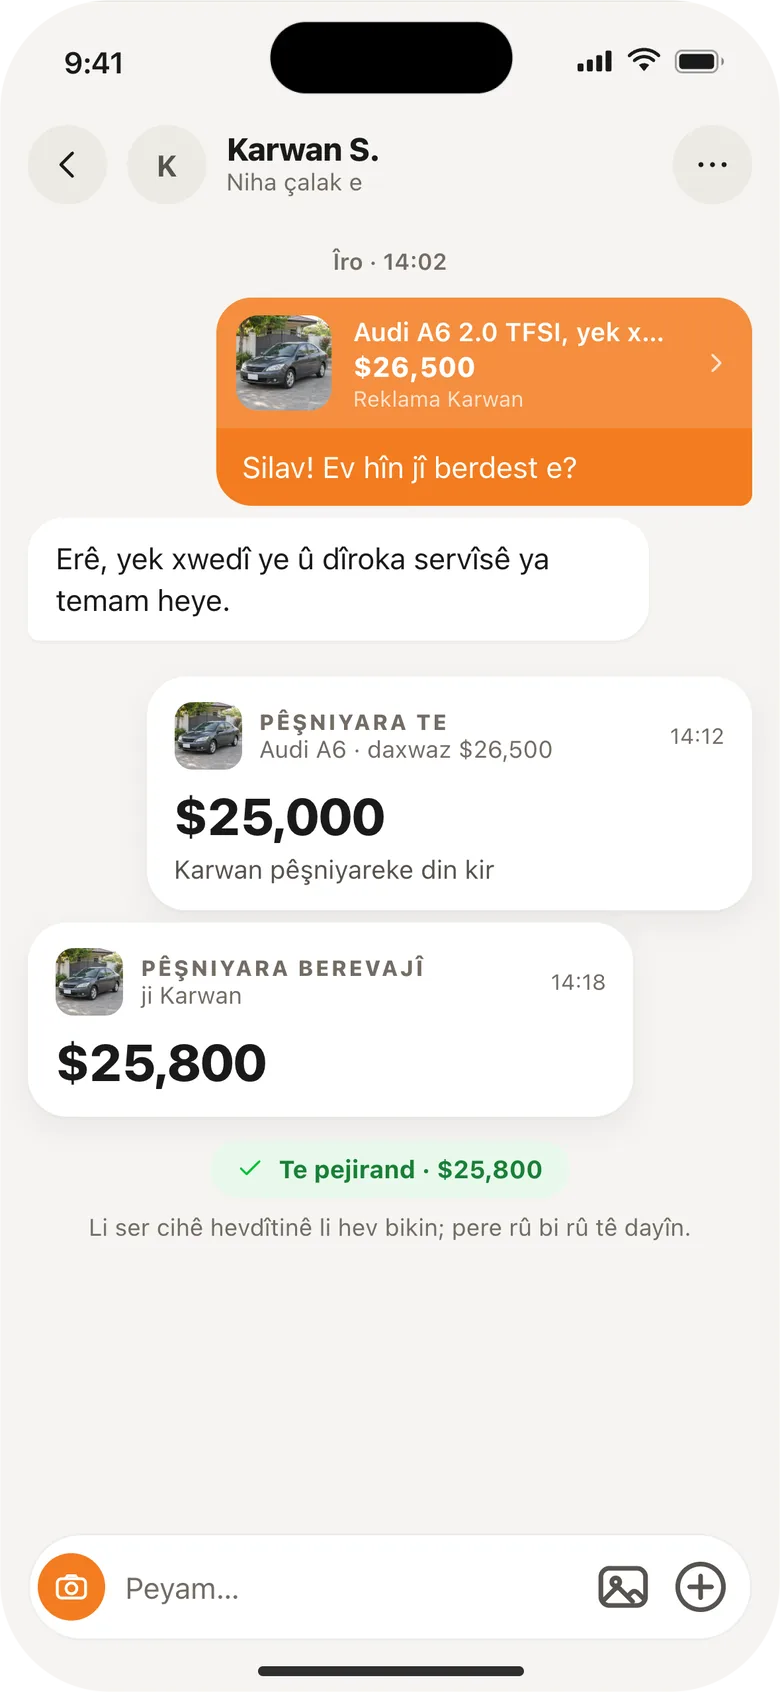 9:41
K
Karwan S.
Niha çalak e
Îro · 14:02
Audi A6 2.0 TFSI, yek x...
$26,500
Reklama Karwan
Silav! Ev hîn jî berdest e?
Erê, yek xwedî ye û dîroka servîsê ya
temam heye.
PÊŞNIYARA TE
14:12
Audi A6 · daxwaz $26,500
$25,000
Karwan pêşniyareke din kir
PÊŞNIYARA BEREVAJÎ
14:18
ji Karwan
$25,800
Te pejirand · $25,800
Li ser cihê hevdîtinê li hev bikin; pere rû bi rû tê dayîn.
Peyam...